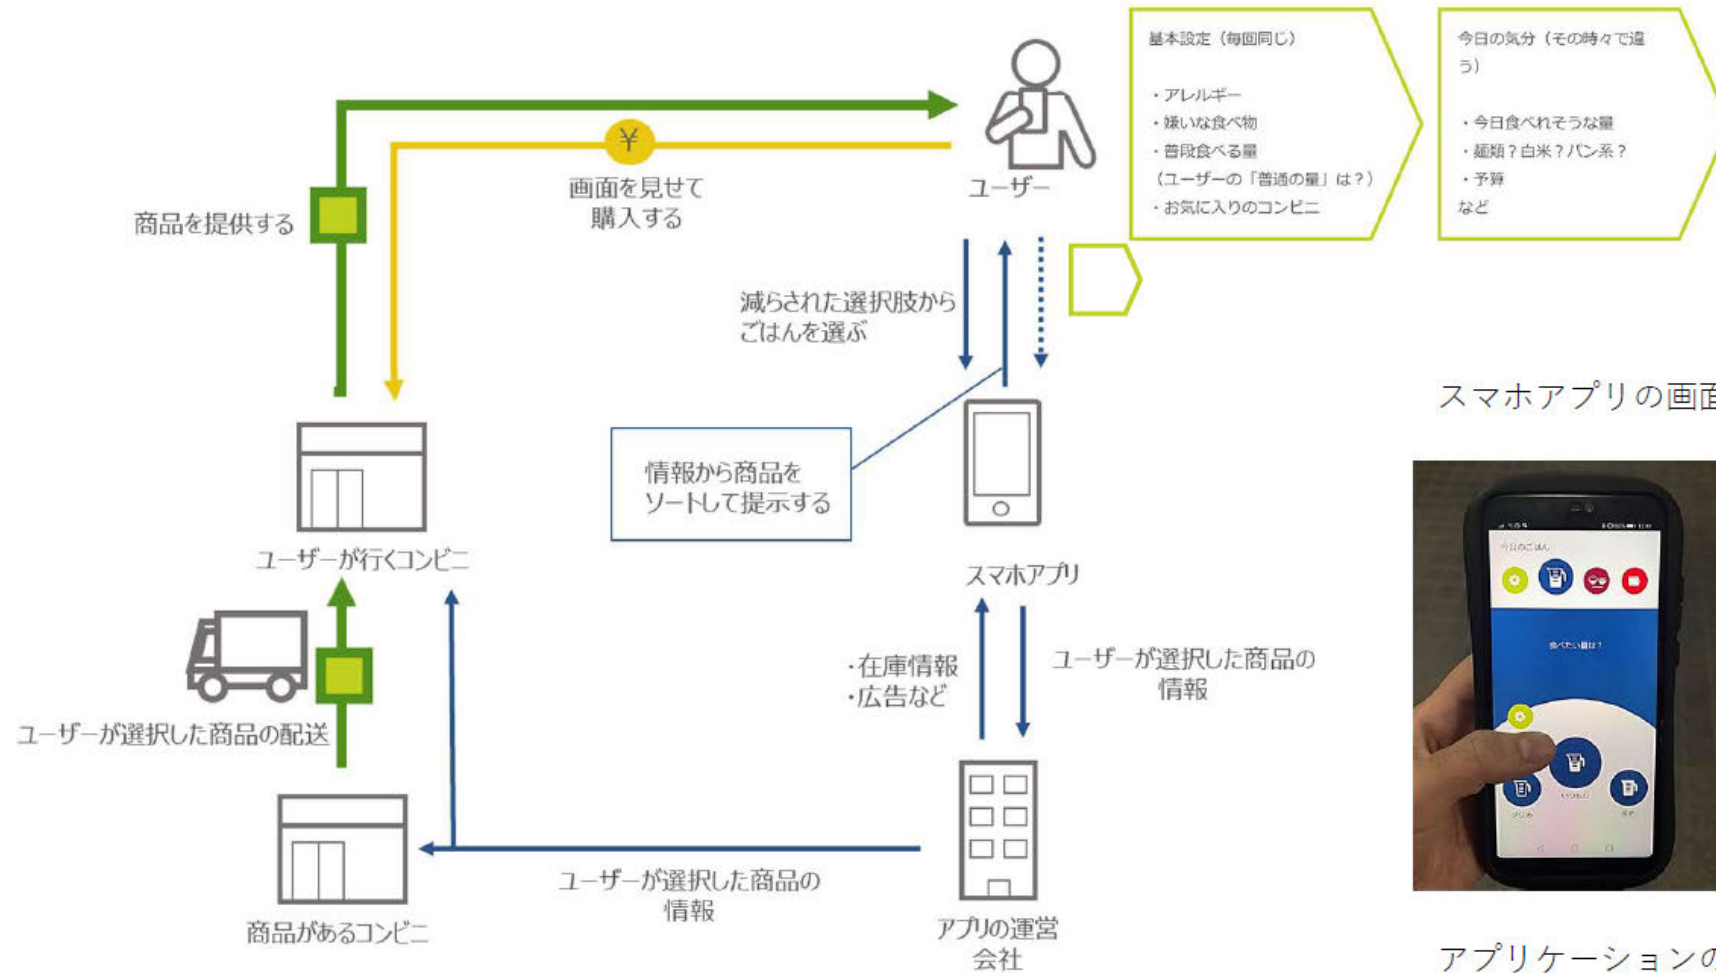 基本設定（毎回同じ）
・アレルギー
・嫌いな食べ物
・普段食べる量
（ユーザーの「普通の量」は？）
・お気に入りのコンビニ
今日の気分（その時々で違
う）
・今日食べれそうな量
・麺類？白米？パン系？
・予算
など
ユーザー
¥
画面を見せて
購入する
商品を提供する
減らされた選択肢から
ごはんを選ぶ
情報から商品を
ソートして提示する
スマホアプリの画面
ユーザーが行くコンビニ
スマホアプリ
今日のごはん
食べたい量は？
・在庫情報
・広告など
ユーザーが選択した商品の
情報
ユーザーが選択した商品の配送
ユーザーが選択した商品の
情報
商品があるコンビニ
アプリの運営
会社
アプリケーションの